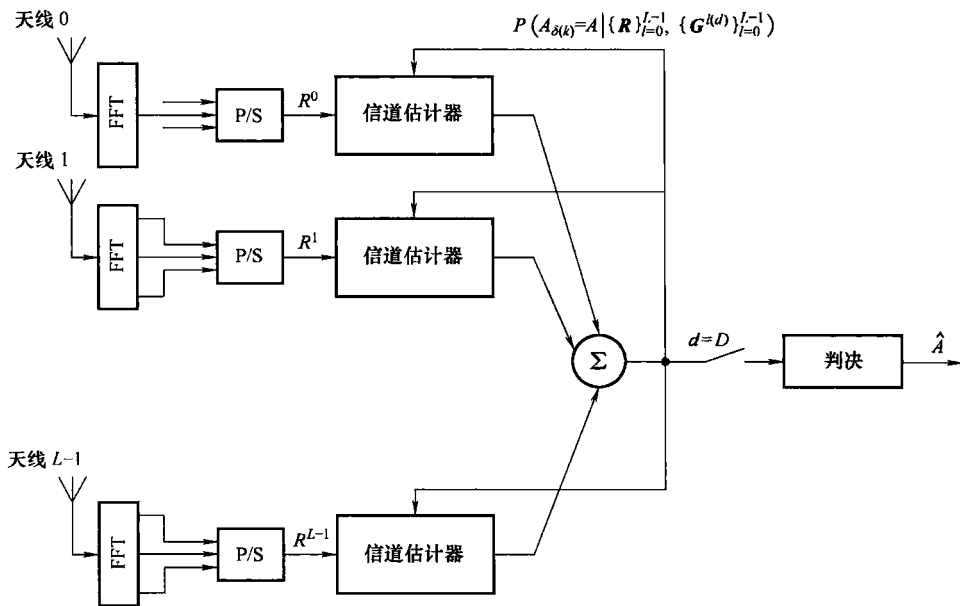 天线 0
P(A_{δ(k)}=A|{R}_{l=0}^{L-1}, {G^{l(d)}}_{l=0}^{L-1})
FFT
P/S
R^0
信道估计器
天线 1
FFT
P/S
R^1
信道估计器
Σ
d=D
判决
Â
天线 L-1
FFT
P/S
R^{L-1}
信道估计器